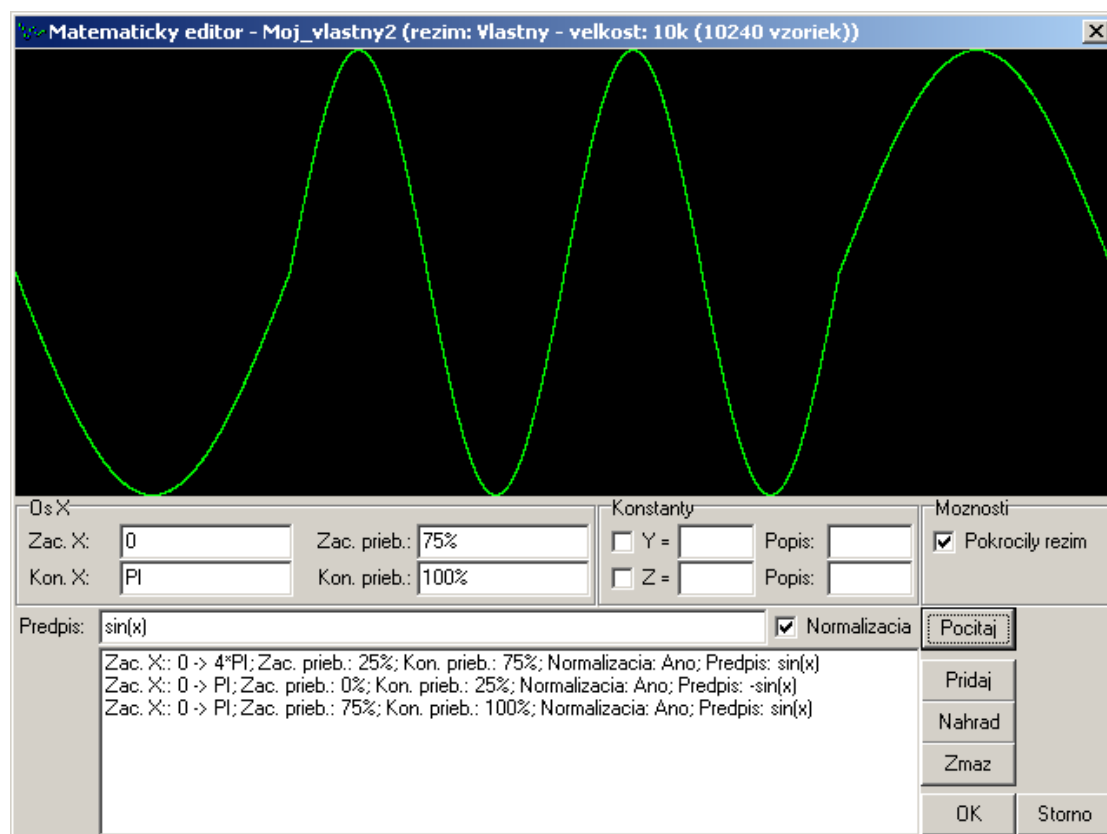 Matematicky editor - Moj_vlastny2 (rezim: Vlastny - velkost: 10k (10240 vzoriek))
Os X
Zac. X: 0 Zac. prieb.: 75%
Kon. X: PI Kon. prieb.: 100%
Konstanty
Y = Popis:
Z = Popis:
Moznosti
Pokrocily rezim
Predpis: sin(x) Normalizacia Pocitaj
Zac. X:: 0 -> 4*PI; Zac. prieb.: 25%; Kon. prieb.: 75%; Normalizacia: Ano; Predpis: sin(x)
Zac. X:: 0 -> PI; Zac. prieb.: 0%; Kon. prieb.: 25%; Normalizacia: Ano; Predpis: -sin(x)
Zac. X:: 0 -> PI; Zac. prieb.: 75%; Kon. prieb.: 100%; Normalizacia: Ano; Predpis: sin(x)
Pridaj
Nahrad
Zmaz
OK Storno